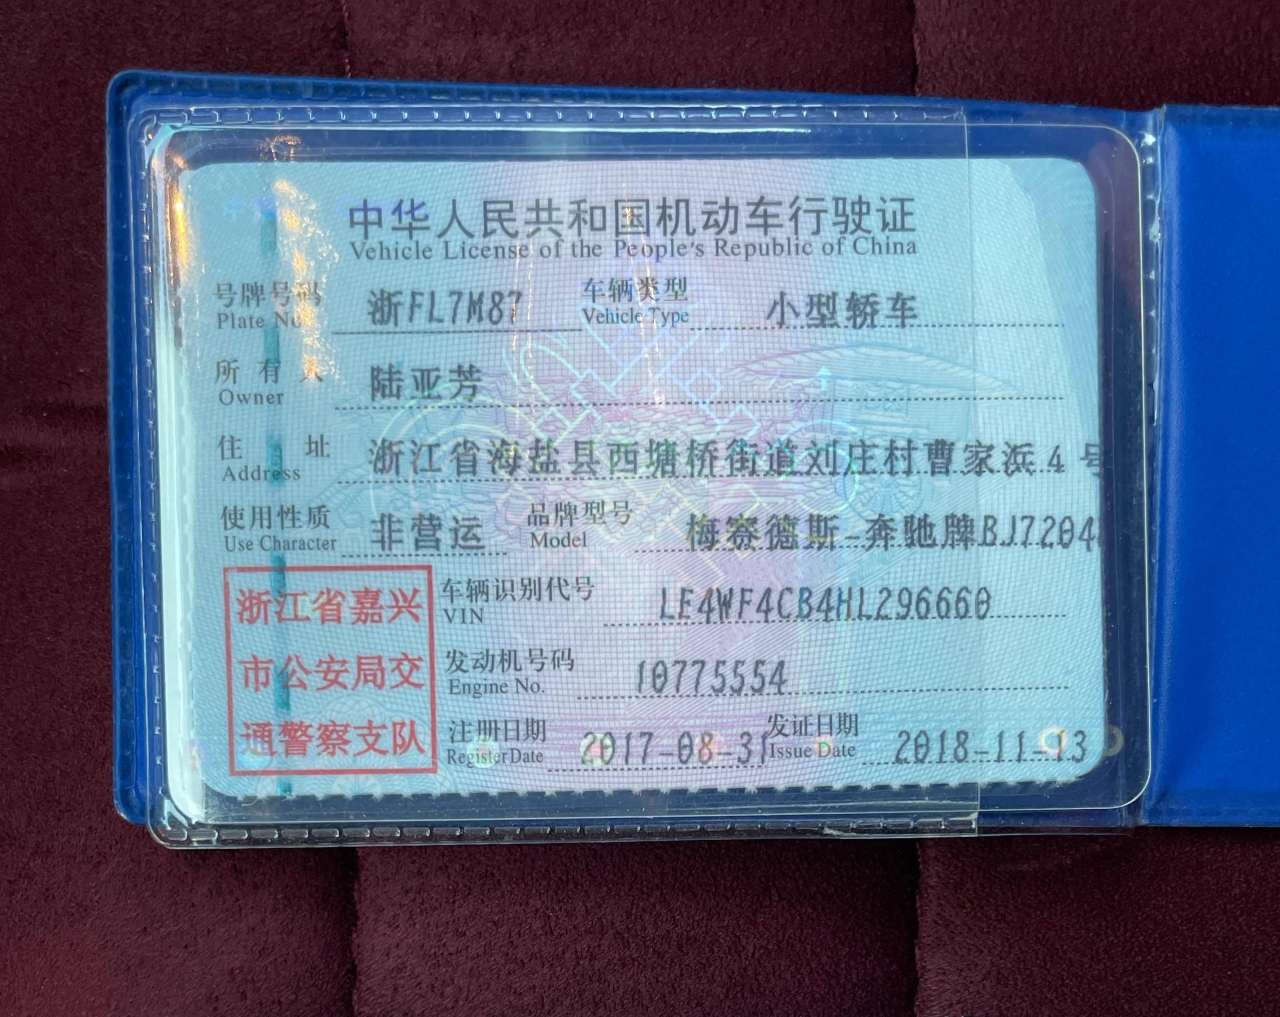 中华人民共和国机动车行驶证
Vehicle License of the People's Republic of China
号牌号码 浙FL7M87 车辆类型 小型轿车
Plate No. Vehicle Type
所有人 陆亚芳
Owner
住址 浙江省海盐县西塘桥街道刘庄村曹家浜4号
Address
使用性质 非营运 品牌型号 梅赛德斯-奔驰牌BJ7204
Use Character Model
浙江省嘉兴
市公安局交
通警察支队
车辆识别代号 LE4WF4CB4HL296660
VIN
发动机号码 10775554
Engine No.
注册日期 2017-08-31 发证日期 2018-11-13
Register Date Issue Date